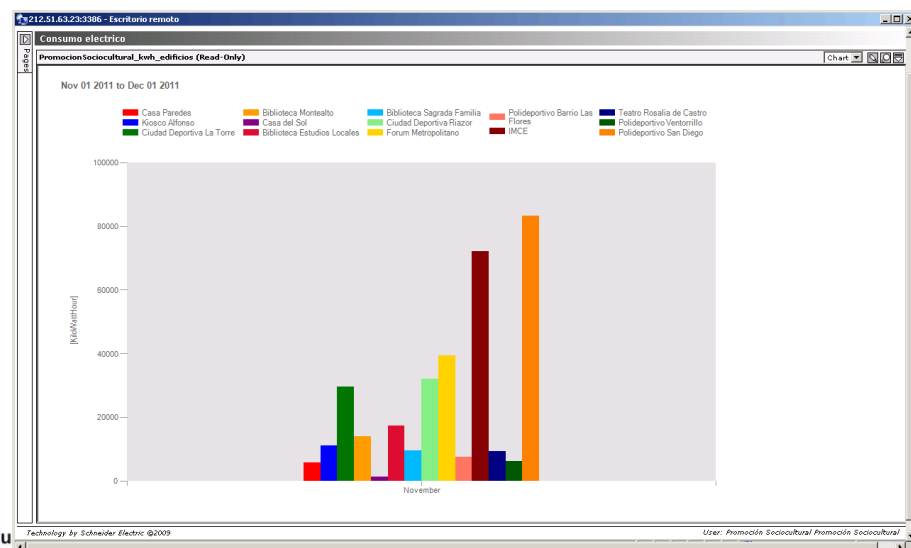 212.51.63.23:3386 - Escritorio remoto
Consumo electrico
Pages
PromocionSociocultural_kwh_edificios (Read-Only)
Chart
Nov 01 2011 to Dec 01 2011
Casa Paredes
Kiosco Alfonso
Ciudad Deportiva La Torre
Biblioteca Montealto
Casa del Sol
Biblioteca Estudios Locales
Biblioteca Sagrada Familia
Ciudad Deportiva Riazor
Forum Metropolitano
Polideportivo Barrio Las
Flores
IMCE
Teatro Rosalia de Castro
Polideportivo Ventorrillo
Polideportivo San Diego
100000
80000
60000
40000
20000
0
[KiloWattHour]
November
u
Technology by Schneider Electric ©2009
User: Promoción Sociocultural Promoción Sociocultural